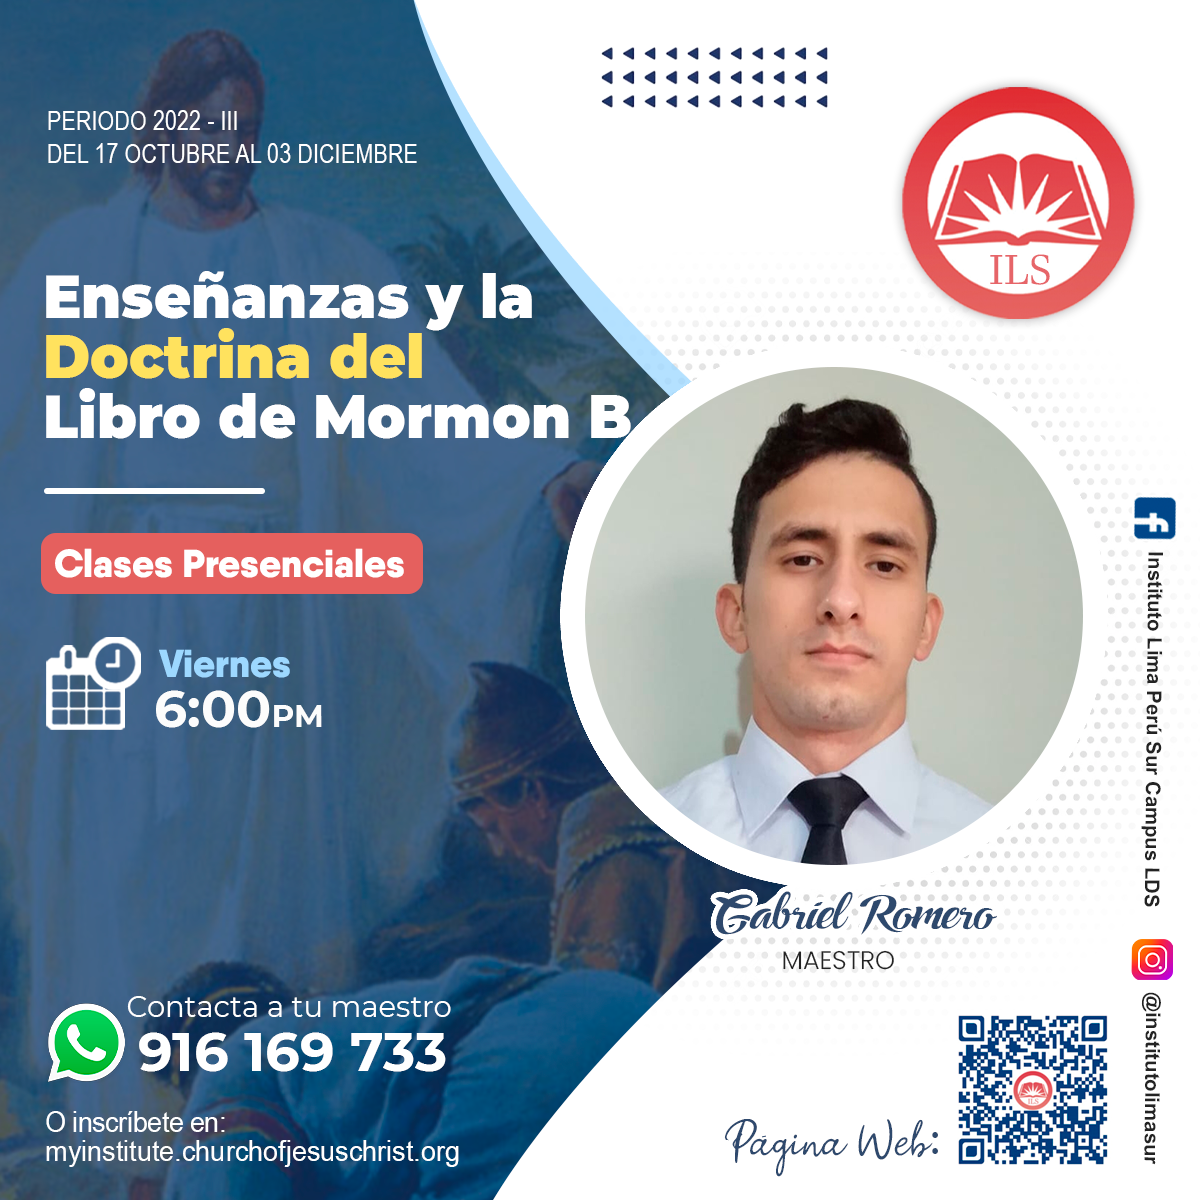 PERIODO 2022 - III
DEL 17 OCTUBRE AL 03 DICIEMBRE
ILS
Enseñanzas y la
Doctrina del
Libro de Mormon B
Clases Presenciales
Viernes
6:00PM
Gabriel Romero
MAESTRO
Contacta a tu maestro
916 169 733
O inscríbete en:
myinstitute.churchofjesuschrist.org
Página Web:
ILS
Instituto Lima Perú Sur Campus LDS
@institutolimasur